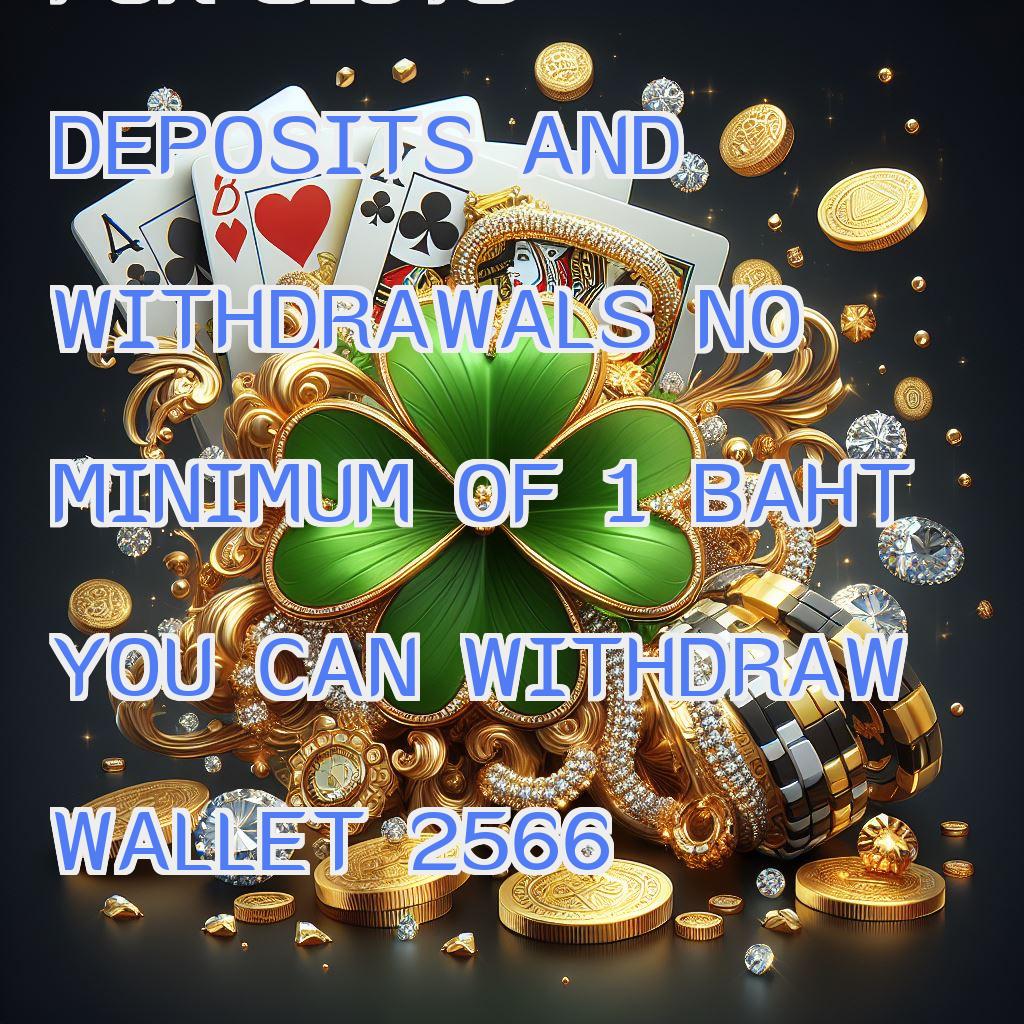 DEPOSITS AND
WITHDRAWALS NO
MINIMUM OF 1 BAHT
YOU CAN WITHDRAW
WALLET 2566
A